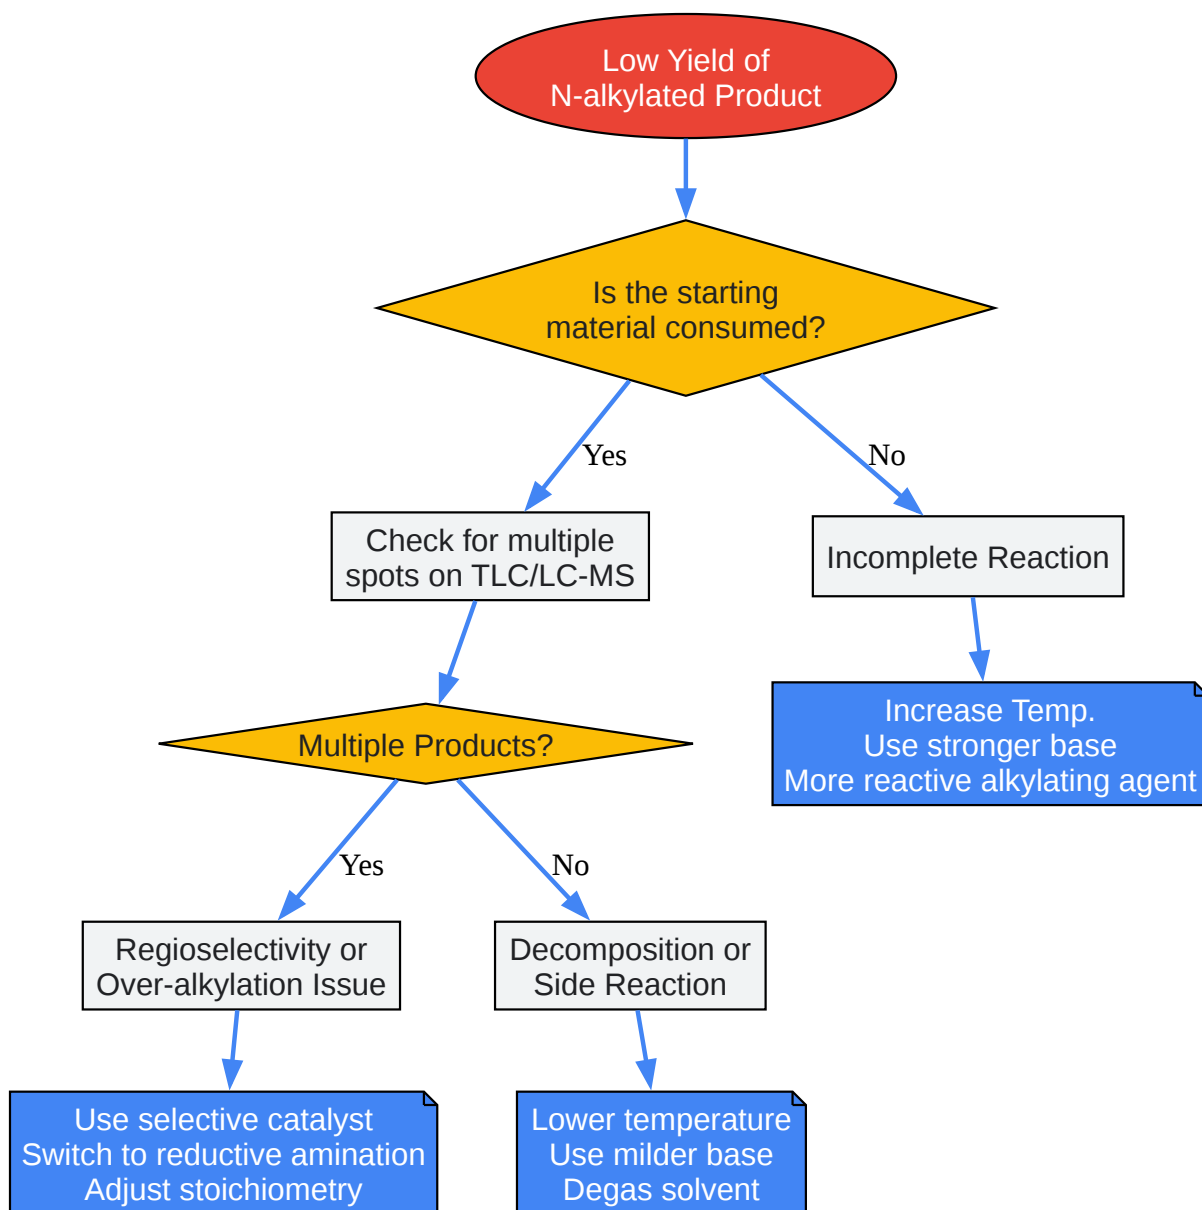 Low Yield of
N-alkylated Product
Is the starting
material consumed?
Yes
No
Check for multiple
spots on TLC/LC-MS
Incomplete Reaction
Increase Temp.
Use stronger base
More reactive alkylating agent
Multiple Products?
Yes
No
Regioselectivity or
Over-alkylation Issue
Decomposition or
Side Reaction
Use selective catalyst
Switch to reductive amination
Adjust stoichiometry
Lower temperature
Use milder base
Degas solvent